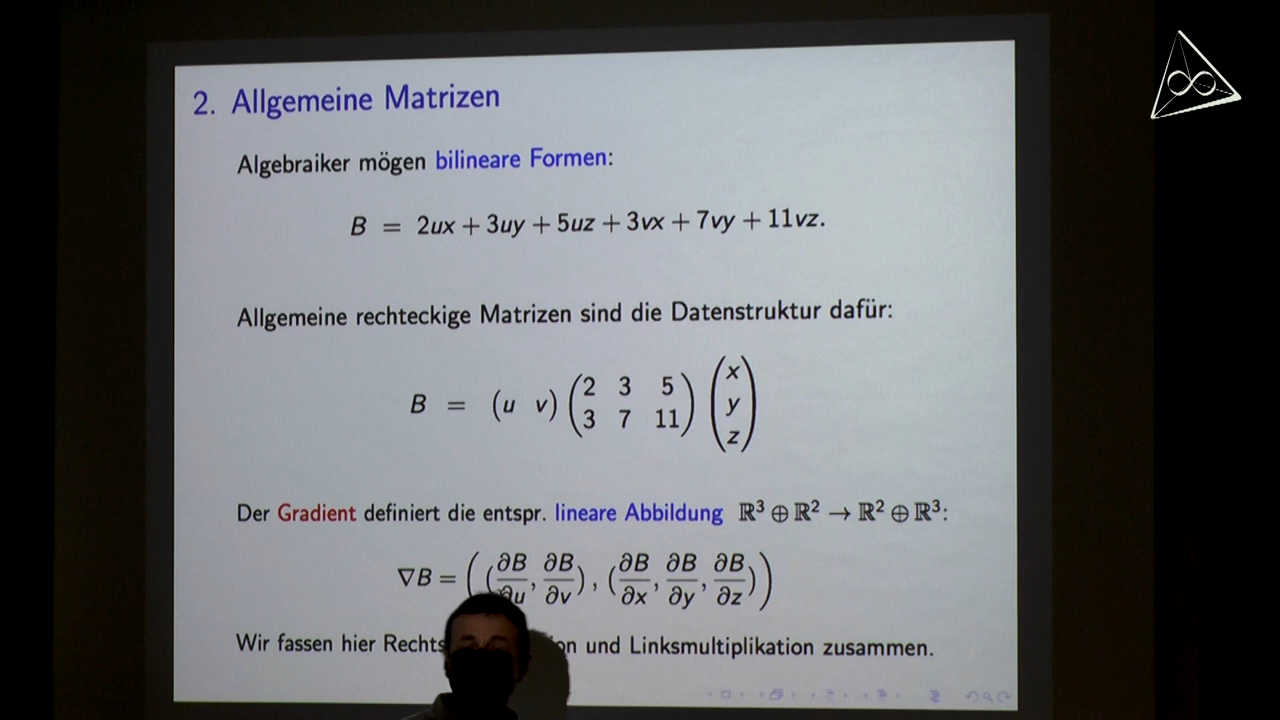 2. Allgemeine Matrizen
Algebraiker mögen bilineare Formen:
B = 2ux + 3uy + 5uz + 3vx + 7vy + 11vz.
Allgemeine rechteckige Matrizen sind die Datenstruktur dafür:
B = (u v) (2 3 5 / 3 7 11) (x / y / z)
Der Gradient definiert die entspr. lineare Abbildung ℝ³ ⊕ ℝ² → ℝ² ⊕ ℝ³:
∇B = ( (∂B/∂u, ∂B/∂v), (∂B/∂x, ∂B/∂y, ∂B/∂z) )
Wir fassen hier und Linksmultiplikation zusammen.